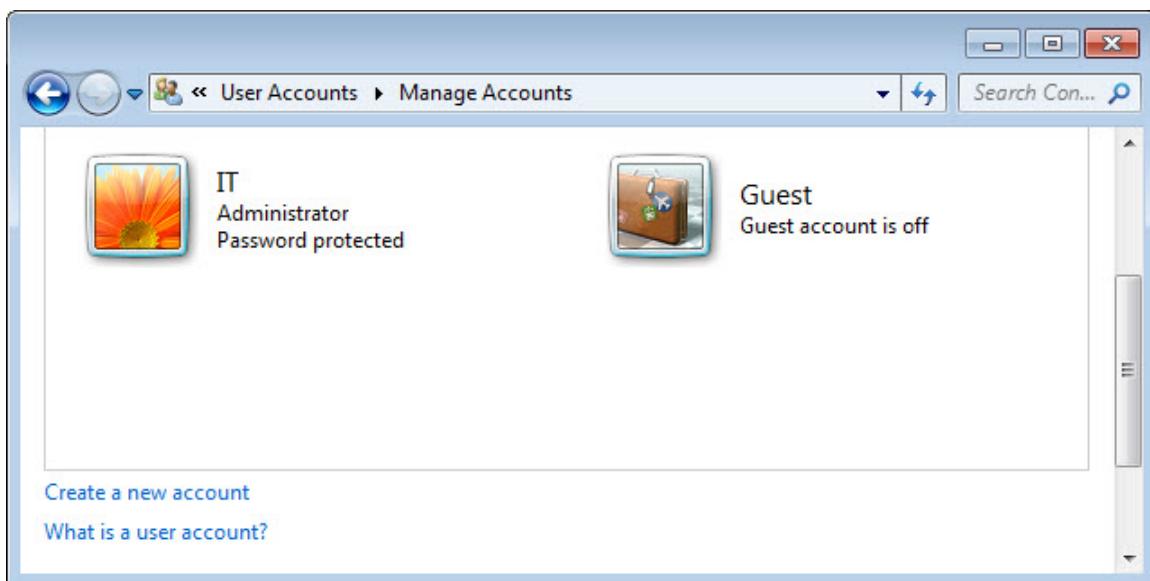 « User Accounts ▸ Manage Accounts
Search Con...
IT
Administrator
Password protected
Guest
Guest account is off
Create a new account
What is a user account?